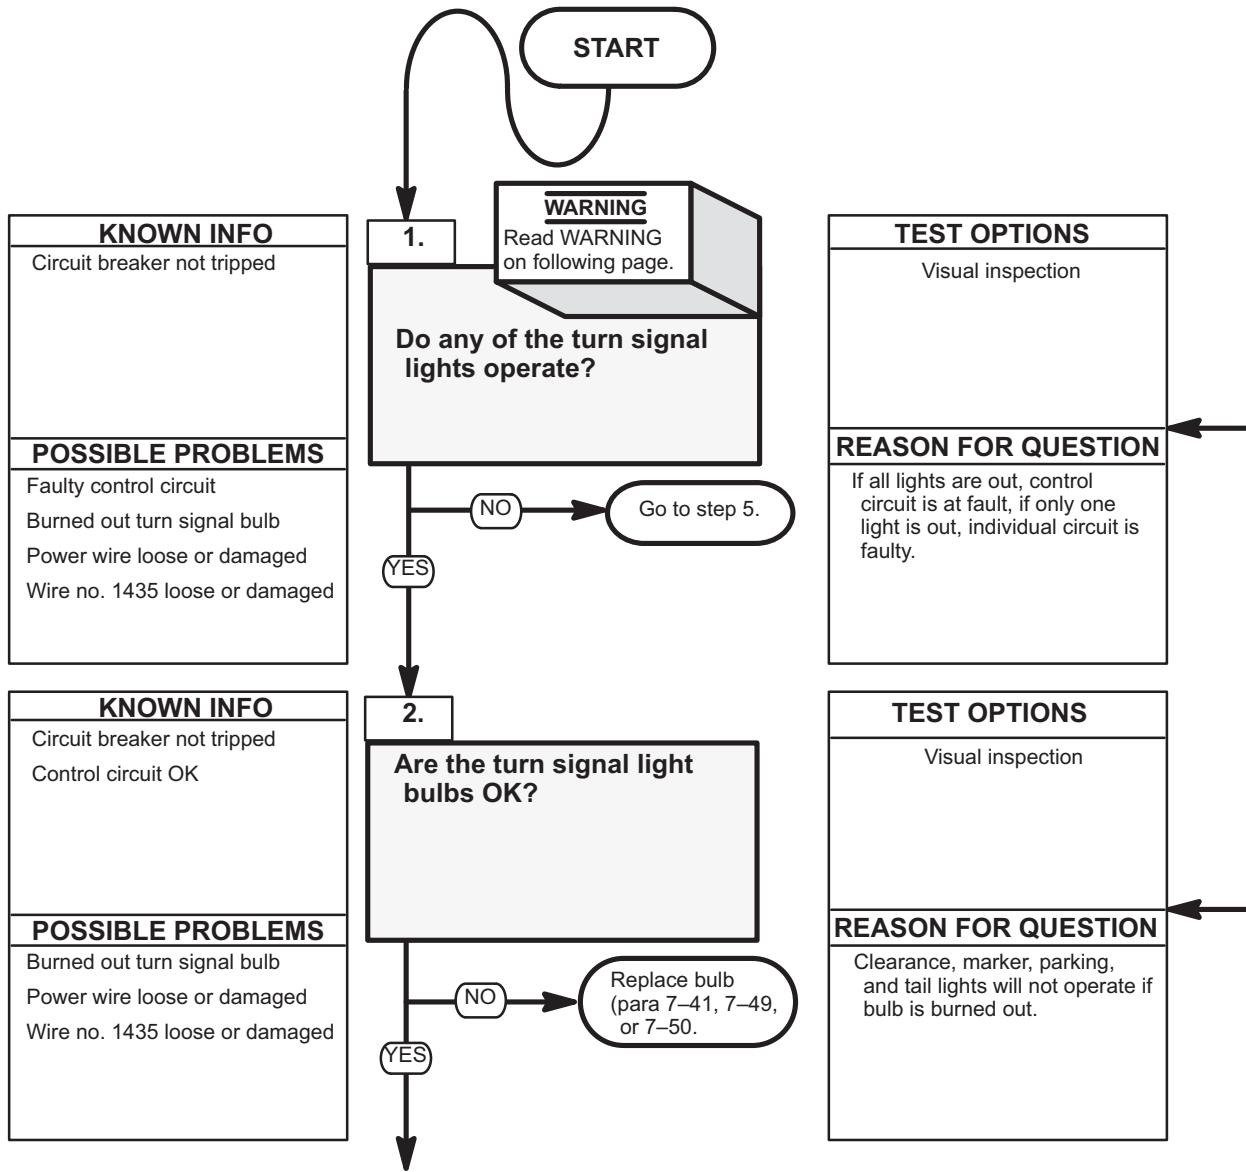 START
WARNING
Read WARNING
on following page.
KNOWN INFO
Circuit breaker not tripped
POSSIBLE PROBLEMS
Faulty control circuit
Burned out turn signal bulb
Power wire loose or damaged
Wire no. 1435 loose or damaged
1.
Do any of the turn signal
lights operate?
NO
Go to step 5.
YES
TEST OPTIONS
Visual inspection
REASON FOR QUESTION
If all lights are out, control
circuit is at fault, if only one
light is out, individual circuit is
faulty.
KNOWN INFO
Circuit breaker not tripped
Control circuit OK
POSSIBLE PROBLEMS
Burned out turn signal bulb
Power wire loose or damaged
Wire no. 1435 loose or damaged
2.
Are the turn signal light
bulbs OK?
NO
Replace bulb
(para 7–41, 7–49,
or 7–50.
YES
TEST OPTIONS
Visual inspection
REASON FOR QUESTION
Clearance, marker, parking,
and tail lights will not operate if
bulb is burned out.